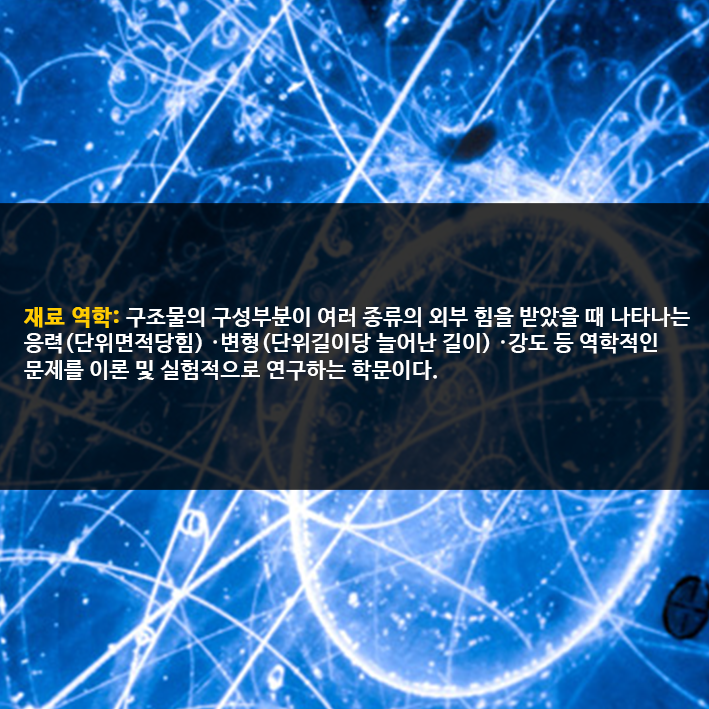 재료 역학: 구조물의 구성부분이 여러 종류의 외부 힘을 받았을 때 나타나는
응력(단위면적당힘) ·변형(단위길이당 늘어난 길이) ·강도 등 역학적인
문제를 이론 및 실험적으로 연구하는 학문이다.